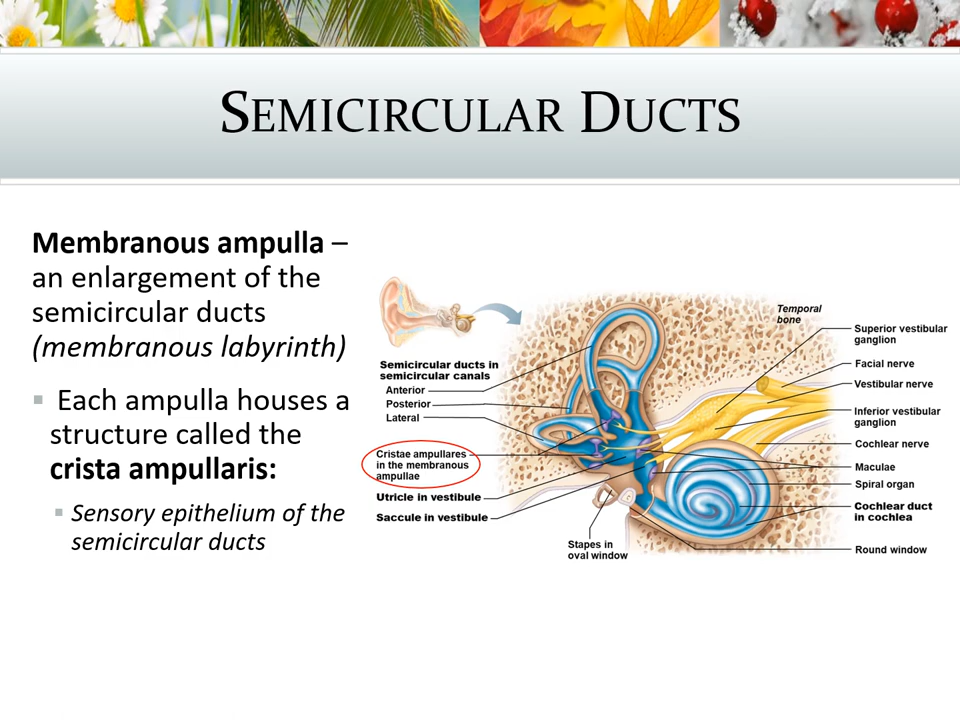 SEMICIRCULAR DUCTS
Membranous ampulla –
an enlargement of the
semicircular ducts
(membranous labyrinth)
▪ Each ampulla houses a
structure called the
crista ampullaris:
▪ Sensory epithelium of the
semicircular ducts
Semicircular ducts in
semicircular canals
Anterior
Posterior
Lateral
Cristae ampullares
in the membranous
ampullae
Utricle in vestibule
Saccule in vestibule
Stapes in
oval window
Temporal
bone
Superior vestibular
ganglion
Facial nerve
Vestibular nerve
Inferior vestibular
ganglion
Cochlear nerve
Maculae
Spiral organ
Cochlear duct
in cochlea
Round window